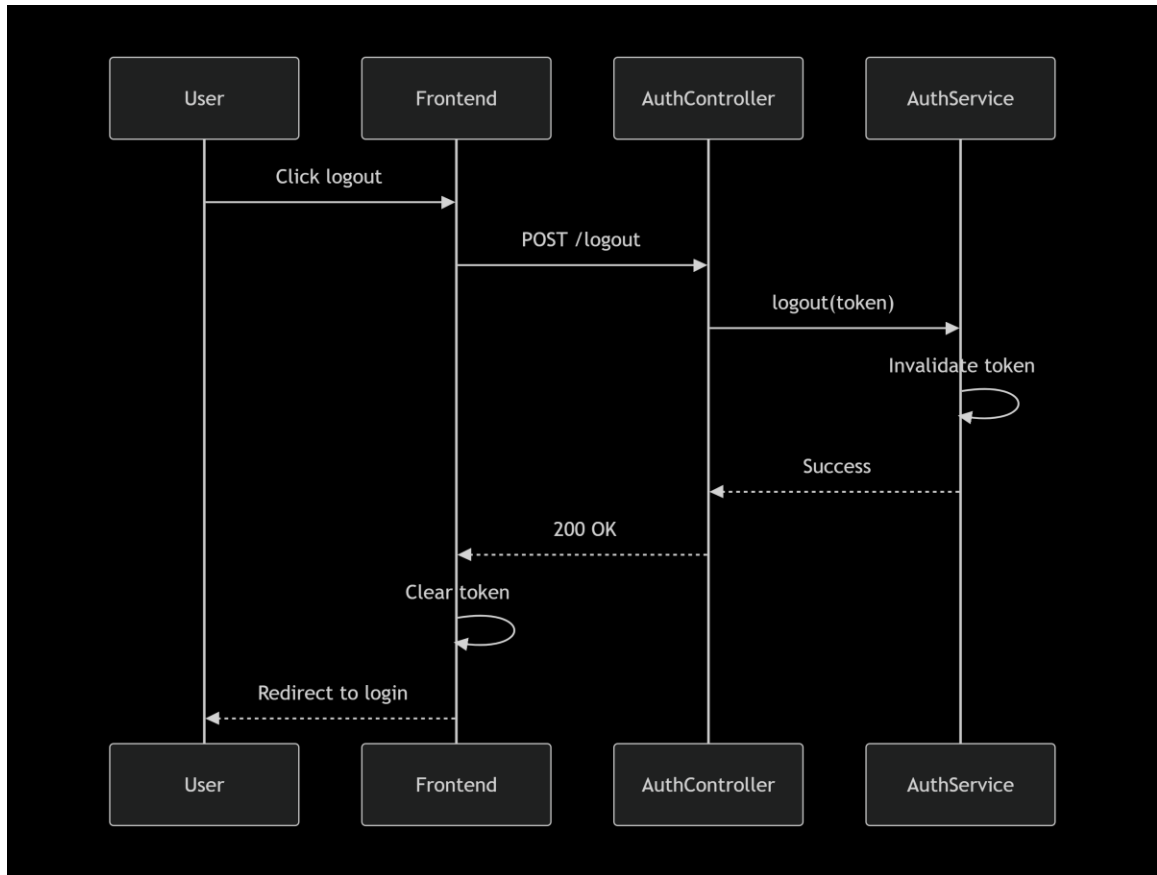 User
Frontend
AuthController
AuthService
Click logout
POST /logout
logout(token)
Invalidate token
Success
200 OK
Clear token
Redirect to login
User
Frontend
AuthController
AuthService